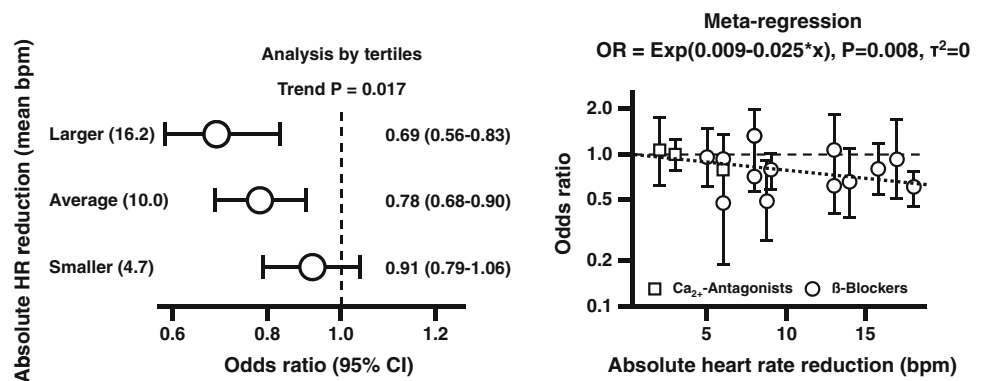 Absolute HR reduction (mean bpm)
Analysis by tertiles
Trend P = 0.017
Larger (16.2) 0.69 (0.56-0.83)
Average (10.0) 0.78 (0.68-0.90)
Smaller (4.7) 0.91 (0.79-1.06)
0.6 0.8 1.0 1.2
Odds ratio (95% CI)
Meta-regression
OR = Exp(0.009-0.025*x), P=0.008, τ²=0
Odds ratio
2.0
1.0
0.5
0.2
0.1
Ca₂₊-Antagonists ß-Blockers
5 10 15
Absolute heart rate reduction (bpm)